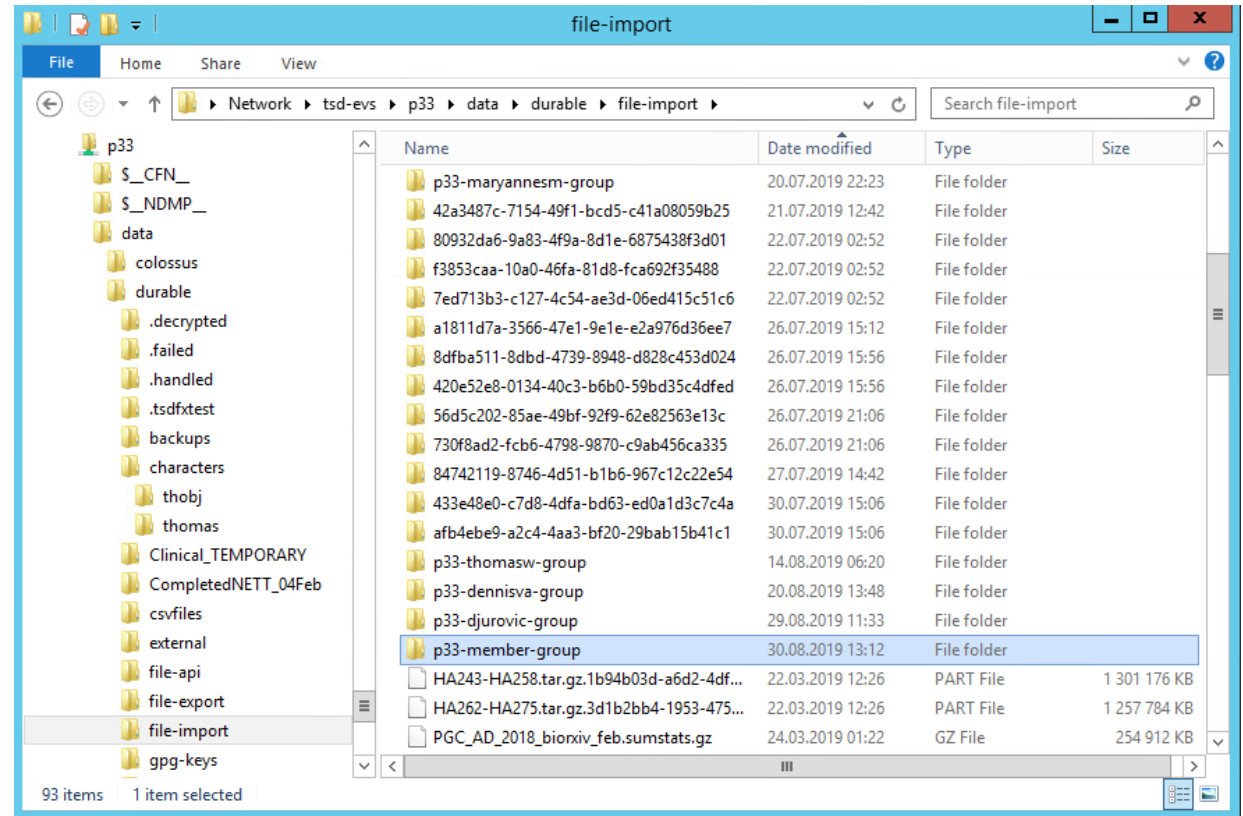 file-import
File Home Share View
Network tsd-evs p33 data durable file-import Search file-import
p33
$_CFN_
$_NDMP_
data
colossus
durable
.decrypted
.failed
.handled
.tsdfxtest
backups
characters
thobj
thomas
Clinical_TEMPORARY
CompletedNETT_04Feb
csvfiles
external
file-api
file-export
file-import
gpg-keys
Name Date modified Type Size
p33-maryannesm-group 20.07.2019 22:23 File folder
42a3487c-7154-49f1-bcd5-c41a08059b25 21.07.2019 12:42 File folder
80932da6-9a83-4f9a-8d1e-6875438f3d01 22.07.2019 02:52 File folder
f3853caa-10a0-46fa-81d8-fca692f35488 22.07.2019 02:52 File folder
7ed713b3-c127-4c54-ae3d-06ed415c51c6 22.07.2019 02:52 File folder
a1811d7a-3566-47e1-9e1e-e2a976d36ee7 26.07.2019 15:12 File folder
8dfba511-8dbd-4739-8948-d828c453d024 26.07.2019 15:56 File folder
420e52e8-0134-40c3-b6b0-59bd35c4dfed 26.07.2019 15:56 File folder
56d5c202-85ae-49bf-92f9-62e82563e13c 26.07.2019 21:06 File folder
730f8ad2-fcb6-4798-9870-c9ab456ca335 26.07.2019 21:06 File folder
84742119-8746-4d51-b1b6-967c12c22e54 27.07.2019 14:42 File folder
433e48e0-c7d8-4dfa-bd63-ed0a1d3c7c4a 30.07.2019 15:06 File folder
afb4ebe9-a2c4-4aa3-bf20-29bab15b41c1 30.07.2019 15:06 File folder
p33-thomasw-group 14.08.2019 06:20 File folder
p33-dennisva-group 20.08.2019 13:48 File folder
p33-djurovic-group 29.08.2019 11:33 File folder
p33-member-group 30.08.2019 13:12 File folder
HA243-HA258.tar.gz.1b94b03d-a6d2-4df... 22.03.2019 12:26 PART File 1 301 176 KB
HA262-HA275.tar.gz.3d1b2bb4-1953-475... 22.03.2019 12:26 PART File 1 257 784 KB
PGC_AD_2018_biorxiv_feb.sumstats.gz 24.03.2019 01:22 GZ File 254 912 KB
93 items 1 item selected